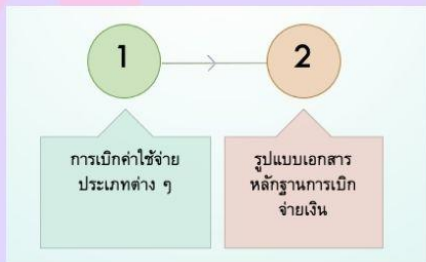 1
2
การเบิกค่าใช้จ่าย
ประเภทต่าง ๆ
รูปแบบเอกสาร
หลักฐานการเบิก
จ่ายเงิน